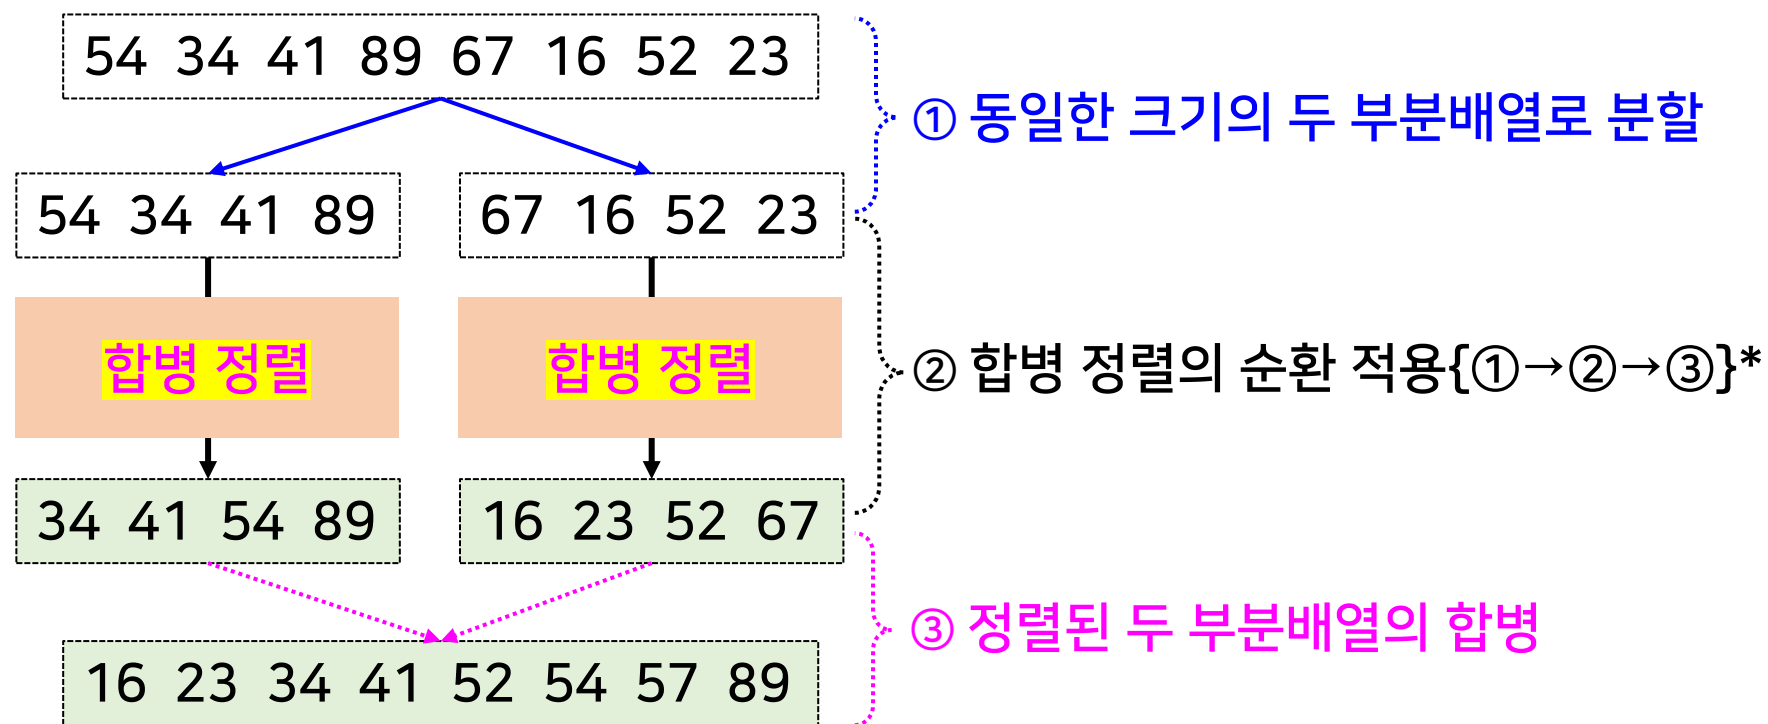 54 34 41 89 67 16 52 23
① 동일한 크기의 두 부분배열로 분할
54 34 41 89
67 16 52 23
합병 정렬
합병 정렬
② 합병 정렬의 순환 적용{①→②→③}*
34 41 54 89
16 23 52 67
③ 정렬된 두 부분배열의 합병
16 23 34 41 52 54 57 89